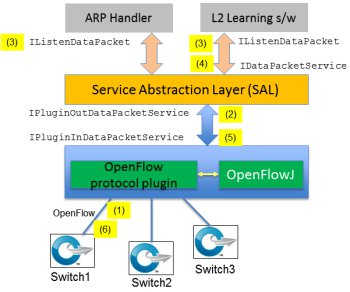 ARP Handler
L2 Learning s/w
(3) IListenDataPacket
(3) IListenDataPacket
(4) IDataPacketService
Service Abstraction Layer (SAL)
IPluginOutDataPacketService (2)
IPluginInDataPacketService (5)
OpenFlow
protocol plugin
OpenFlowJ
OpenFlow (1)
(6)
Switch1
Switch2
Switch3